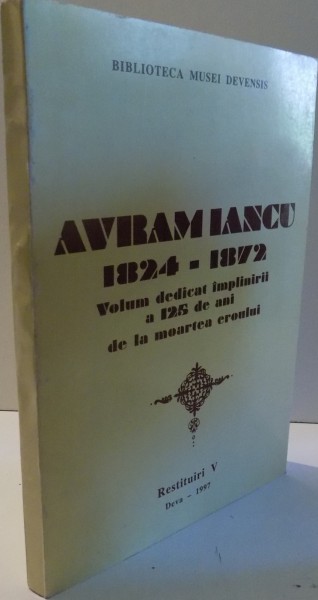 BIBLIOTECA MUSEI DEVENSIS
AVRAM IANCU
1824 - 1872
Volum dedicat împlinirii
a 125 de ani
de la moartea eroului
Restituiri V
Deva - 1997